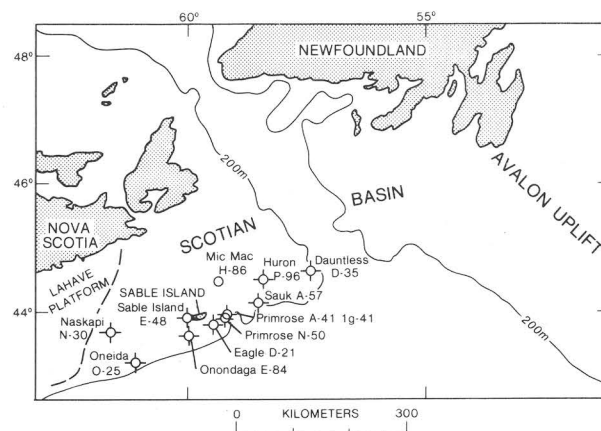 60°
55°
NEWFOUNDLAND
48°
200m
AVALON UPLIFT
46°
BASIN
NOVA
SCOTIA
SCOTIAN
Mic Mac
H-86
Huron
P-96
Dauntless
D-35
LAHAVE
PLATFORM
SABLE ISLAND
Sauk A-57
44°
Sable Island
E-48
Primrose A-41 1g-41
Naskapi
N-30
Primrose N-50
200m
Eagle D-21
Oneida
O-25
Onondaga E-84
0 KILOMETERS 300